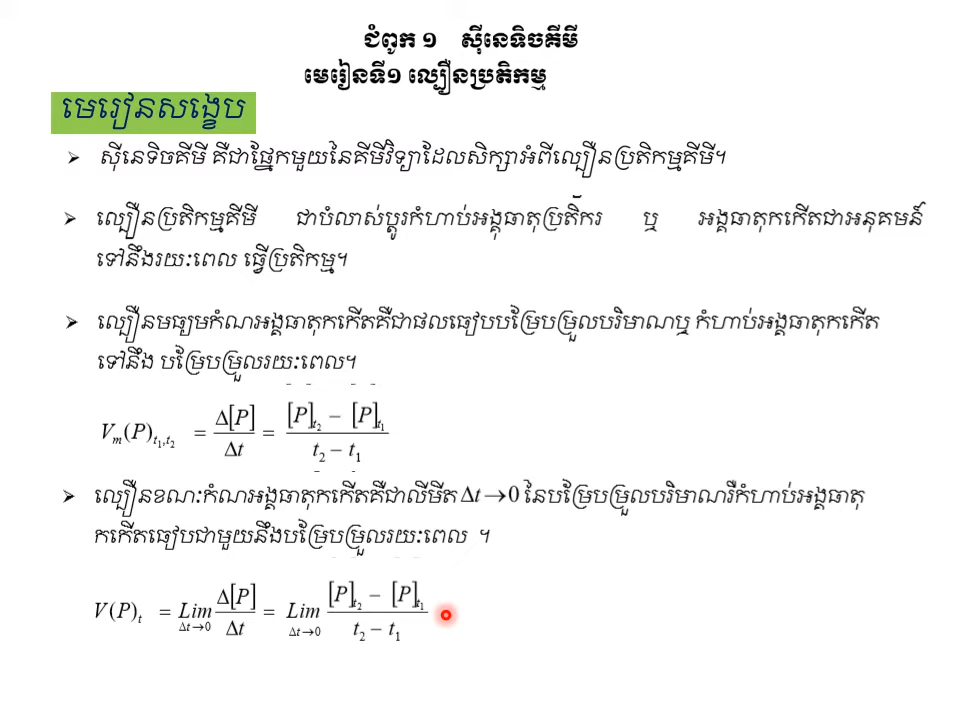 ជំពូក ១ ស៊ីនេទិចគីមី
មេរៀនទី១ ល្បឿនប្រតិកម្ម
មេរៀនសង្ខេប
➢ ស៊ីនេទិចគីមី គឺជាផ្នែកមួយនៃគីមីវិទ្យាដែលសិក្សាអំពីល្បឿនប្រតិកម្មគីមី។
➢ ល្បឿនប្រតិកម្មគីមី ជាបំលាស់ប្តូរកំហាប់អង្គធាតុប្រតិករ ឬ អង្គធាតុកកើតជាអនុគមន៍
ទៅនឹងរយៈពេល ធ្វើប្រតិកម្ម។
➢ ល្បឿនមធ្យមកំណអង្គធាតុកកើតគឺជាផលធៀបបម្រែបម្រួលបរិមាណឬ កំហាប់អង្គធាតុកកើត
ទៅនឹង បម្រែបម្រួលរយៈពេល។
V_m(P)_{t₁,t₂} = Δ[P]/Δt = ([P]_{t₂} − [P]_{t₁})/(t₂ − t₁)
➢ ល្បឿនខណៈកំណអង្គធាតុកកើតគឺជាលីមីត Δt→0 នៃបម្រែបម្រួលបរិមាណរឺកំហាប់អង្គធាតុ
កកើតធៀបជាមួយនឹងបម្រែបម្រួលរយៈពេល ។
V(P)_t = Lim_{Δt→0} Δ[P]/Δt = Lim_{Δt→0} ([P]_{t₂} − [P]_{t₁})/(t₂ − t₁)